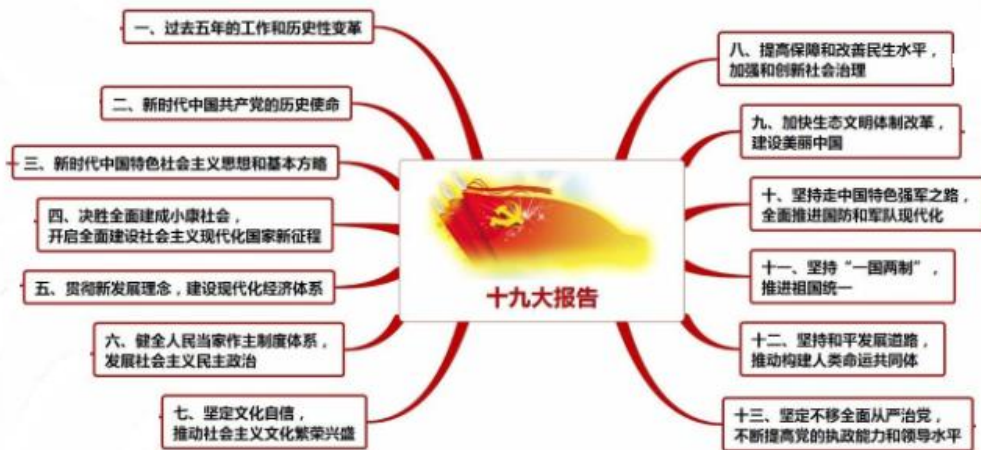 一、过去五年的工作和历史性变革
二、新时代中国共产党的历史使命
三、新时代中国特色社会主义思想和基本方略
四、决胜全面建成小康社会，
开启全面建设社会主义现代化国家新征程
五、贯彻新发展理念，建设现代化经济体系
六、健全人民当家作主制度体系，
发展社会主义民主政治
七、坚定文化自信，
推动社会主义文化繁荣兴盛
十九大报告
八、提高保障和改善民生水平，
加强和创新社会治理
九、加快生态文明体制改革，
建设美丽中国
十、坚持走中国特色强军之路，
全面推进国防和军队现代化
十一、坚持“一国两制”，
推进祖国统一
十二、坚持和平发展道路，
推动构建人类命运共同体
十三、坚定不移全面从严治党，
不断提高党的执政能力和领导水平